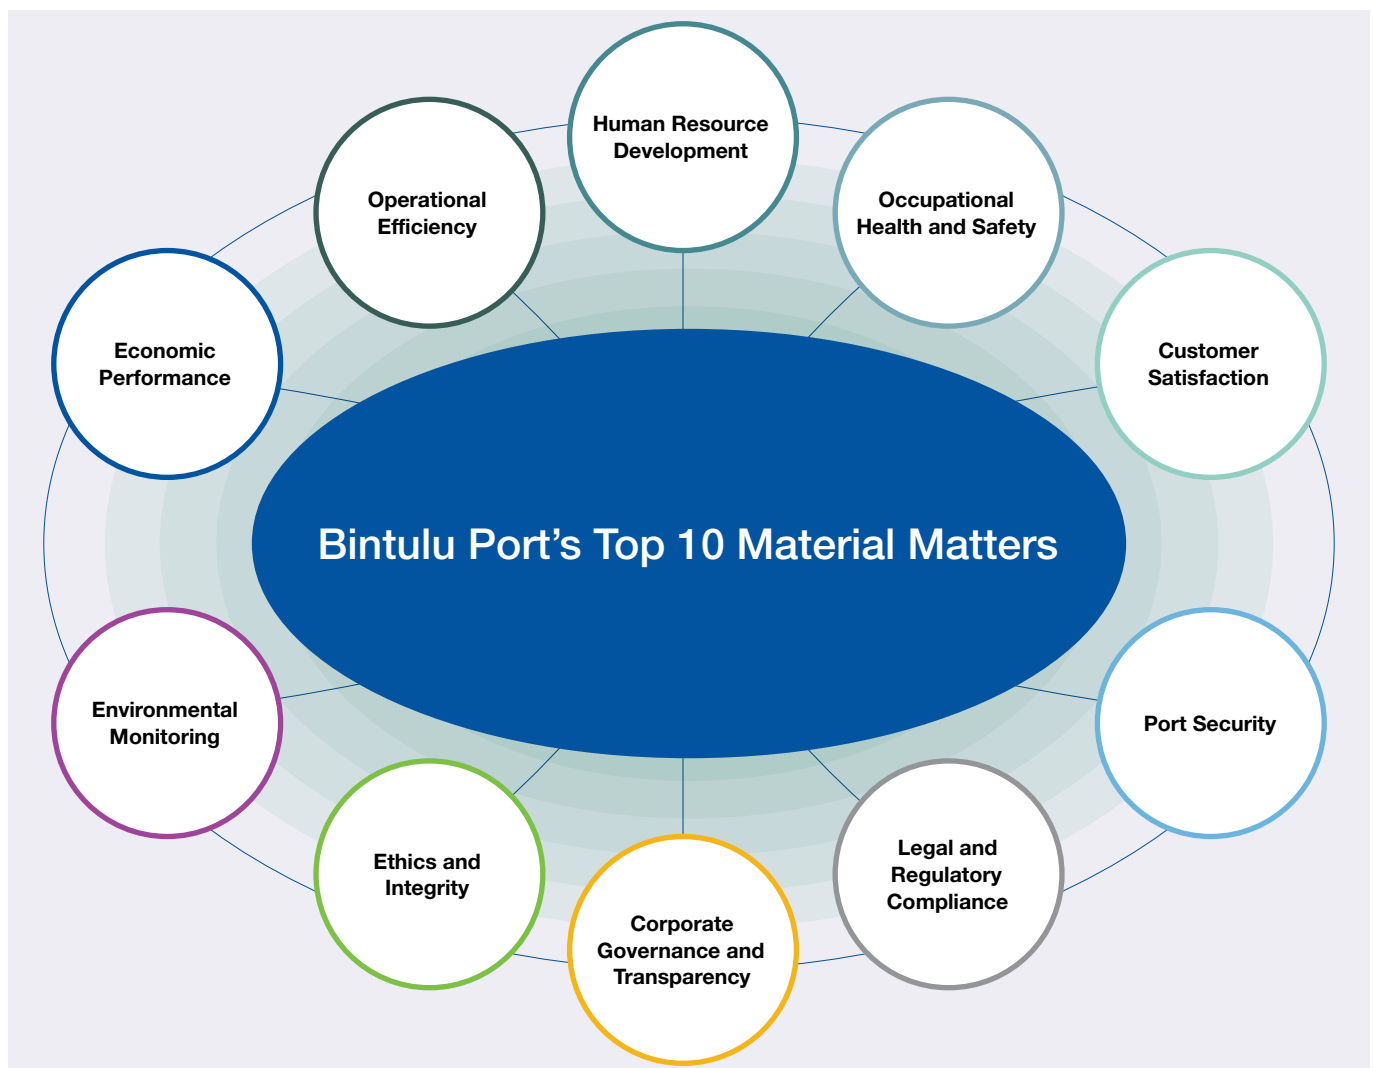 Human Resource
Development
Operational
Efficiency
Occupational
Health and Safety
Economic
Performance
Customer
Satisfaction
Bintulu Port’s Top 10 Material Matters
Environmental
Monitoring
Port Security
Ethics and
Integrity
Legal and
Regulatory
Compliance
Corporate
Governance and
Transparency